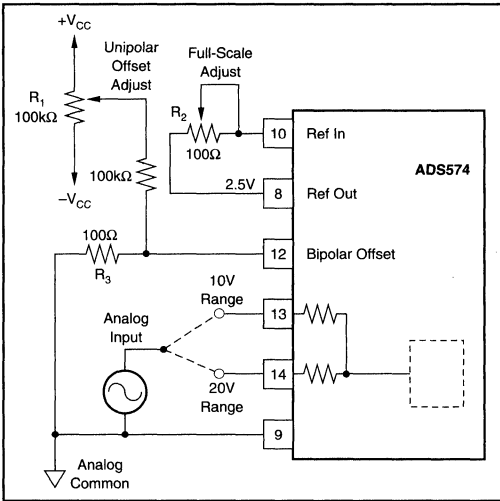 +VCC
Unipolar
Offset
Adjust
Full-Scale
Adjust
R1
100kΩ
R2
100Ω
10
Ref In
ADS574
100kΩ
2.5V
8
Ref Out
–VCC
100Ω
R3
12
Bipolar Offset
10V
Range
13
Analog
Input
14
20V
Range
9
Analog
Common